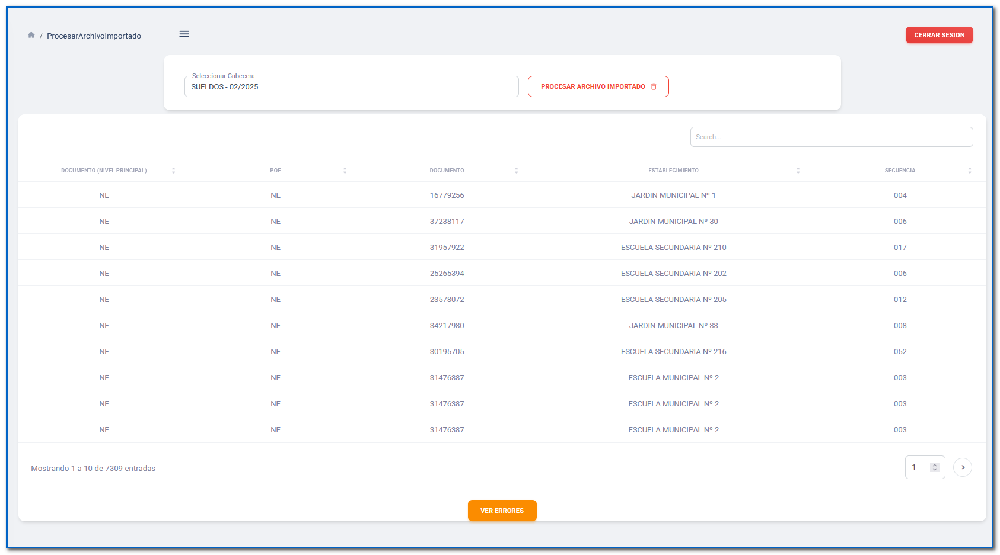 / ProcesarArchivoImportado
CERRAR SESION
Seleccionar Cabecera
SUELDOS - 02/2025
PROCESAR ARCHIVO IMPORTADO
Search...
DOCUMENTO (NIVEL PRINCIPAL) POF DOCUMENTO ESTABLECIMIENTO SECUENCIA
NE NE 16779256 JARDIN MUNICIPAL Nº 1 004
NE NE 37238117 JARDIN MUNICIPAL Nº 30 006
NE NE 31957922 ESCUELA SECUNDARIA Nº 210 017
NE NE 25265394 ESCUELA SECUNDARIA Nº 202 006
NE NE 23578072 ESCUELA SECUNDARIA Nº 205 012
NE NE 34217980 JARDIN MUNICIPAL Nº 33 008
NE NE 30195705 ESCUELA SECUNDARIA Nº 216 052
NE NE 31476387 ESCUELA MUNICIPAL Nº 2 003
NE NE 31476387 ESCUELA MUNICIPAL Nº 2 003
NE NE 31476387 ESCUELA MUNICIPAL Nº 2 003
Mostrando 1 a 10 de 7309 entradas
1
VER ERRORES